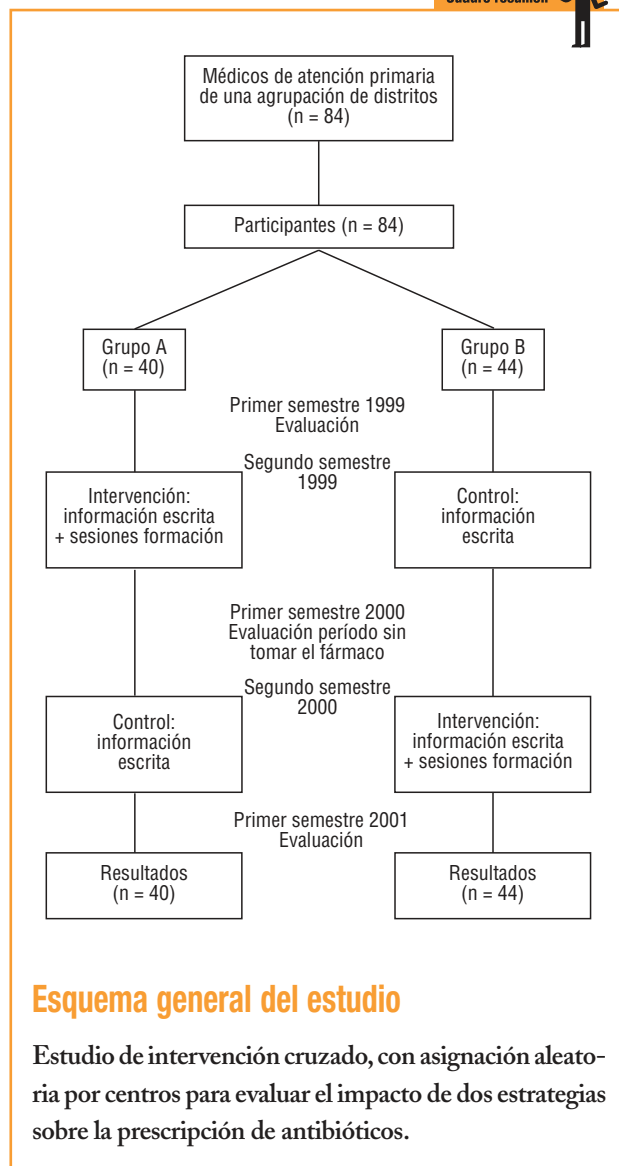 Cuadro resumen
Médicos de atención primaria
de una agrupación de distritos
(n = 84)
Participantes (n = 84)
Grupo A
(n = 40)
Grupo B
(n = 44)
Primer semestre 1999
Evaluación
Segundo semestre
1999
Intervención:
información escrita
+ sesiones formación
Control:
información
escrita
Primer semestre 2000
Evaluación período sin
tomar el fármaco
Segundo semestre
2000
Control:
información
escrita
Intervención:
información escrita
+ sesiones formación
Primer semestre 2001
Evaluación
Resultados
(n = 40)
Resultados
(n = 44)
Esquema general del estudio
Estudio de intervención cruzado, con asignación aleato-
ria por centros para evaluar el impacto de dos estrategias
sobre la prescripción de antibióticos.